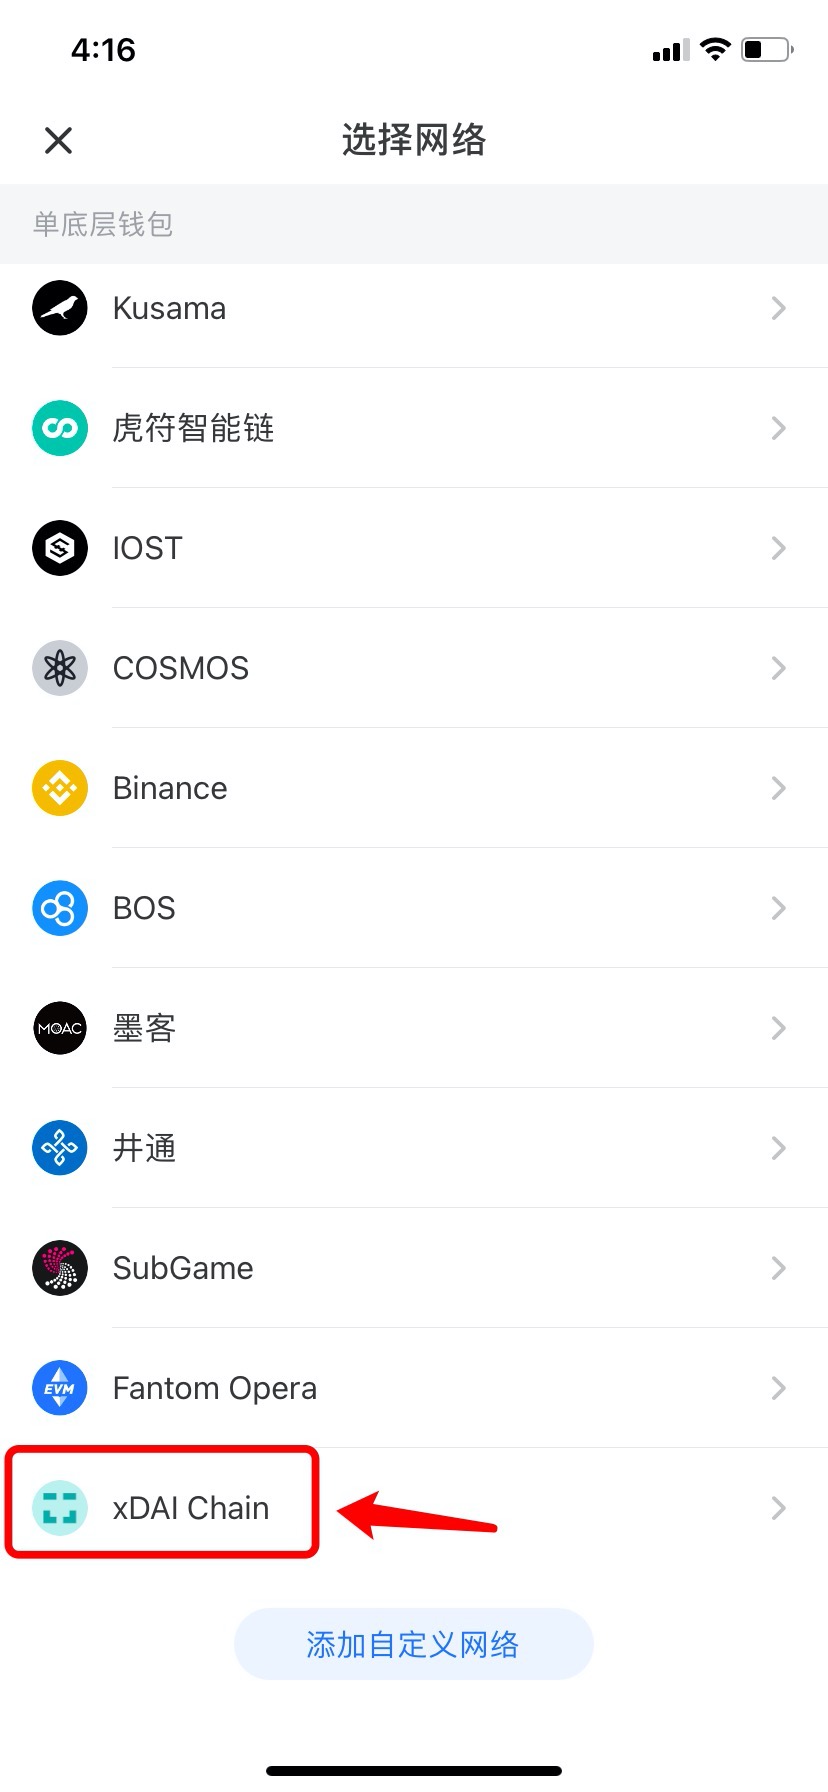 4:16
选择网络
单底层钱包
Kusama
虎符智能链
IOST
COSMOS
Binance
BOS
MOAC 墨客
井通
SubGame
EVM Fantom Opera
xDAI Chain
添加自定义网络